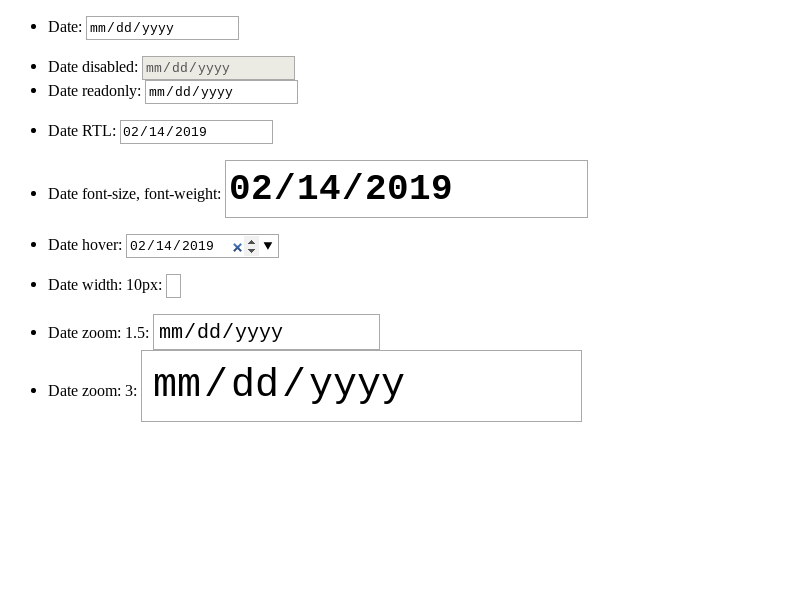 Date: mm/dd/yyyy
Date disabled: mm/dd/yyyy
Date readonly: mm/dd/yyyy
Date RTL: 02/14/2019
Date font-size, font-weight: 02/14/2019
Date hover: 02/14/2019
Date width: 10px:
Date zoom: 1.5: mm/dd/yyyy
Date zoom: 3: mm/dd/yyyy